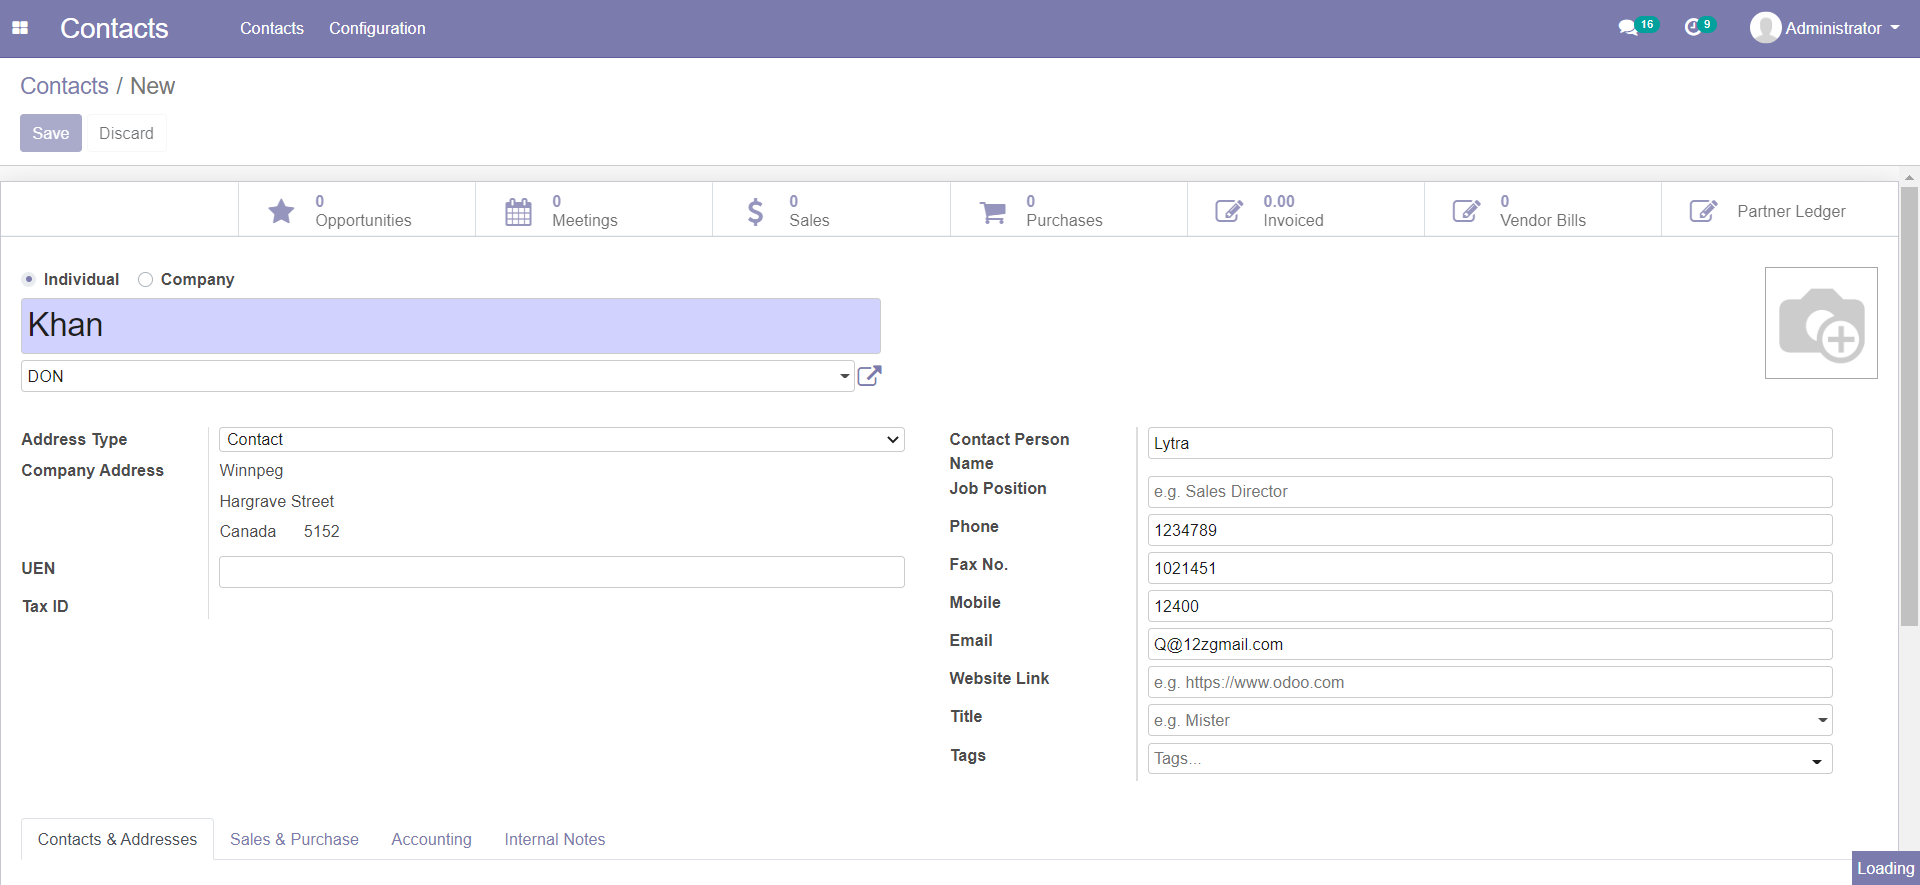 Contacts Contacts Configuration 16 9 Administrator
Contacts / New
Save Discard
0 Opportunities
0 Meetings
0 Sales
0 Purchases
0.00 Invoiced
0 Vendor Bills
Partner Ledger
Individual Company
Khan
DON
Address Type Contact
Company Address Winnpeg
Hargrave Street
Canada 5152
UEN
Tax ID
Contact Person Name Lytra
Job Position e.g. Sales Director
Phone 1234789
Fax No. 1021451
Mobile 12400
Email Q@12zgmail.com
Website Link e.g. https://www.odoo.com
Title e.g. Mister
Tags Tags...
Contacts & Addresses Sales & Purchase Accounting Internal Notes
Loading